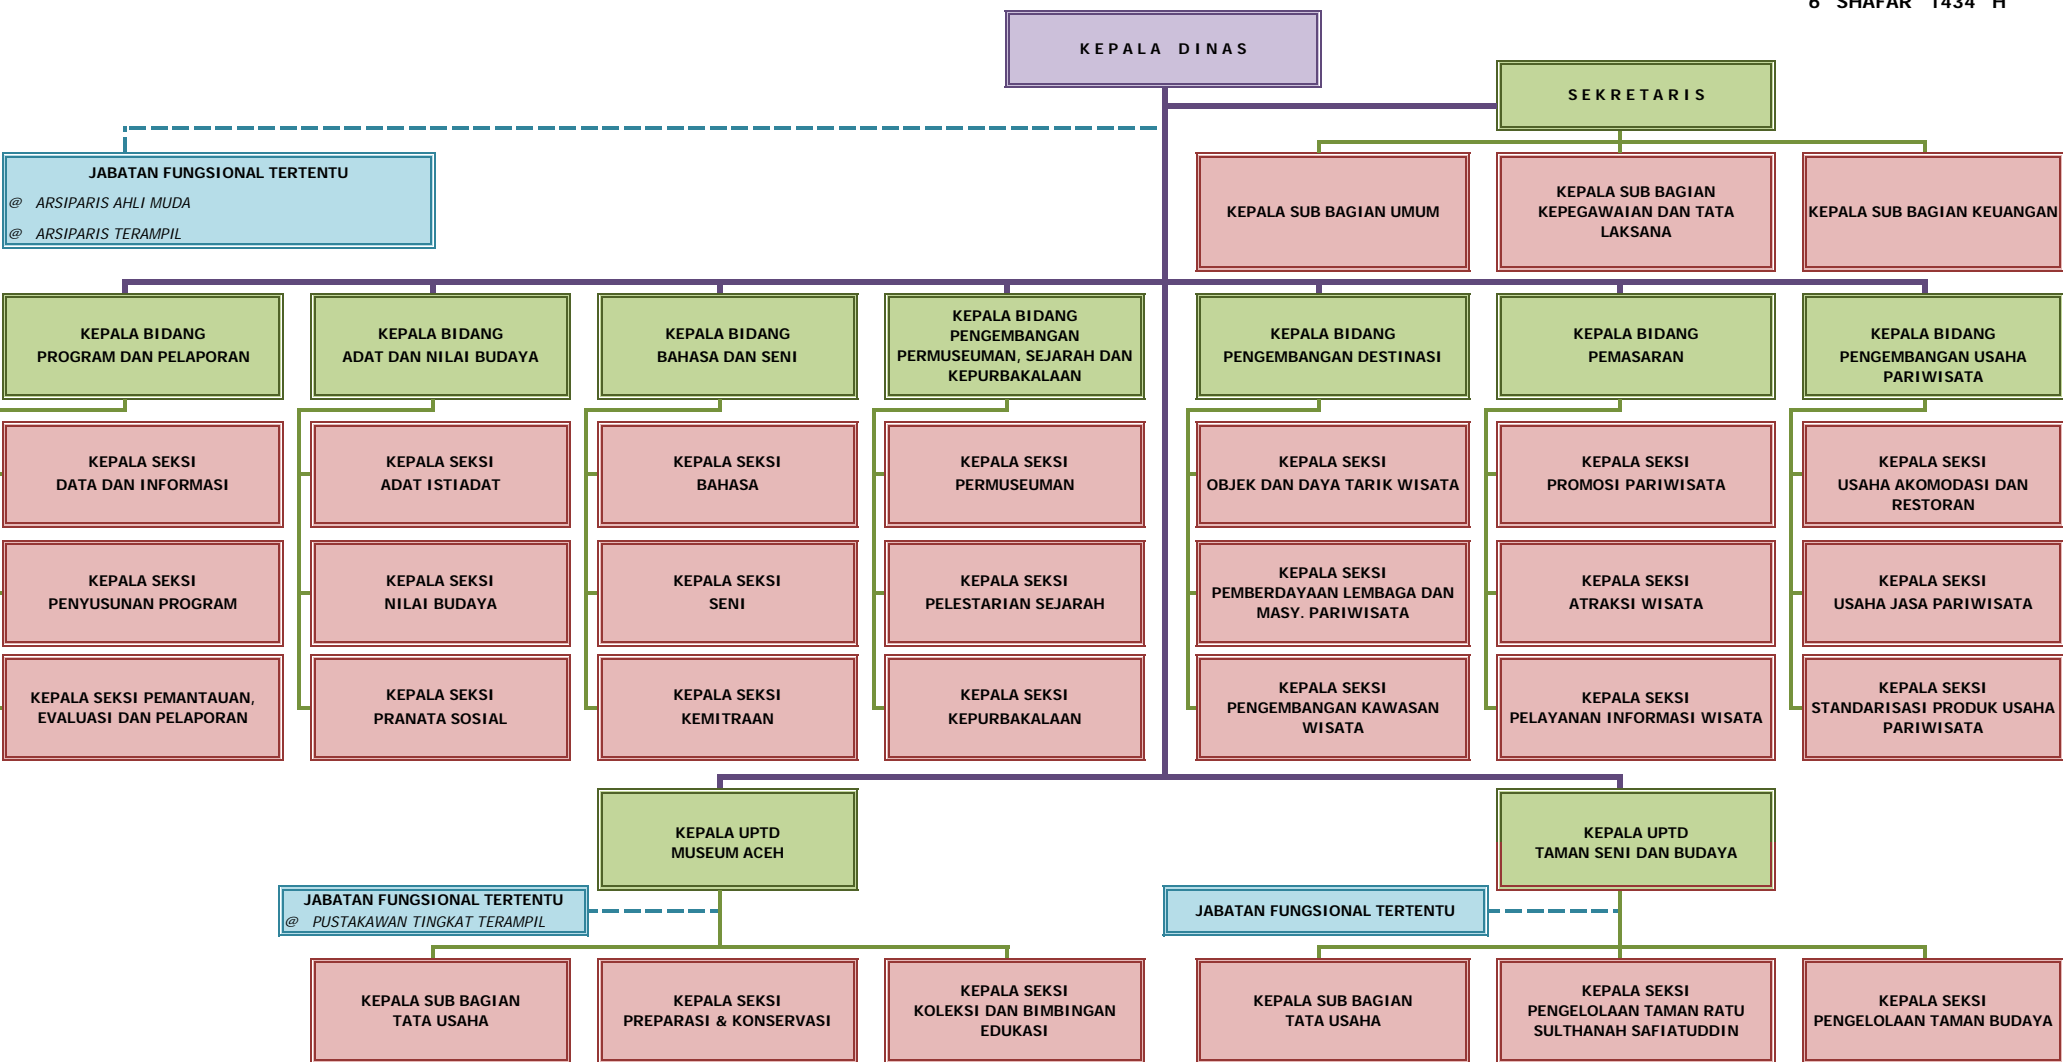 6 SHAFAR 1434 H
KEPALA DINAS
SEKRETARIS
JABATAN FUNGSIONAL TERTENTU
@ ARSIPARIS AHLI MUDA
@ ARSIPARIS TERAMPIL
KEPALA SUB BAGIAN UMUM
KEPALA SUB BAGIAN
KEPEGAWAIAN DAN TATA
LAKSANA
KEPALA SUB BAGIAN KEUANGAN
KEPALA BIDANG
PROGRAM DAN PELAPORAN
KEPALA BIDANG
ADAT DAN NILAI BUDAYA
KEPALA BIDANG
BAHASA DAN SENI
KEPALA BIDANG
PENGEMBANGAN
PERMUSEUMAN, SEJARAH DAN
KEPURBAKALAAN
KEPALA BIDANG
PENGEMBANGAN DESTINASI
KEPALA BIDANG
PEMASARAN
KEPALA BIDANG
PENGEMBANGAN USAHA
PARIWISATA
KEPALA SEKSI
DATA DAN INFORMASI
KEPALA SEKSI
ADAT ISTIADAT
KEPALA SEKSI
BAHASA
KEPALA SEKSI
PERMUSEUMAN
KEPALA SEKSI
OBJEK DAN DAYA TARIK WISATA
KEPALA SEKSI
PROMOSI PARIWISATA
KEPALA SEKSI
USAHA AKOMODASI DAN
RESTORAN
KEPALA SEKSI
PENYUSUNAN PROGRAM
KEPALA SEKSI
NILAI BUDAYA
KEPALA SEKSI
SENI
KEPALA SEKSI
PELESTARIAN SEJARAH
KEPALA SEKSI
PEMBERDAYAAN LEMBAGA DAN
MASY. PARIWISATA
KEPALA SEKSI
ATRAKSI WISATA
KEPALA SEKSI
USAHA JASA PARIWISATA
KEPALA SEKSI PEMANTAUAN,
EVALUASI DAN PELAPORAN
KEPALA SEKSI
PRANATA SOSIAL
KEPALA SEKSI
KEMITRAAN
KEPALA SEKSI
KEPURBAKALAAN
KEPALA SEKSI
PENGEMBANGAN KAWASAN
WISATA
KEPALA SEKSI
PELAYANAN INFORMASI WISATA
KEPALA SEKSI
STANDARISASI PRODUK USAHA
PARIWISATA
KEPALA UPTD
MUSEUM ACEH
KEPALA UPTD
TAMAN SENI DAN BUDAYA
JABATAN FUNGSIONAL TERTENTU
@ PUSTAKAWAN TINGKAT TERAMPIL
JABATAN FUNGSIONAL TERTENTU
KEPALA SUB BAGIAN
TATA USAHA
KEPALA SEKSI
PREPARASI & KONSERVASI
KEPALA SEKSI
KOLEKSI DAN BIMBINGAN
EDUKASI
KEPALA SUB BAGIAN
TATA USAHA
KEPALA SEKSI
PENGELOLAAN TAMAN RATU
SULTHANAH SAFIATUDDIN
KEPALA SEKSI
PENGELOLAAN TAMAN BUDAYA